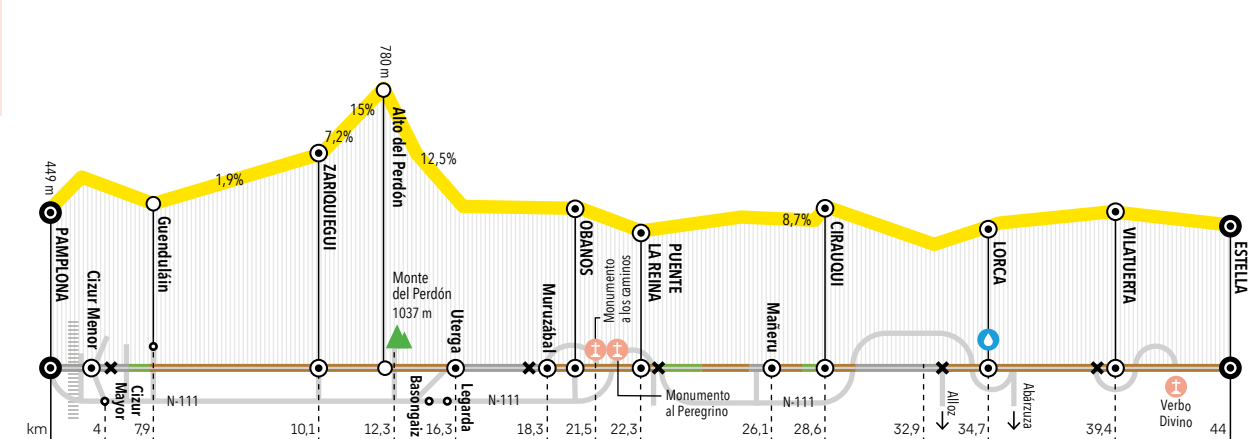 780 m
15%
7,2%
12,5%
1,9%
8,7%
449 m
PAMPLONA
Cizur Menor
Guenduláin
ZARIQUIEGUI
Alto del Perdón
Monte
del Perdón
1037 m
Uterga
Muruzábal
OBANOS
Monumento
a los caminos
PUENTE
LA REINA
Mañeru
CIRAUQUI
LORCA
VILATUERTA
ESTELLA
Cizur
Mayor
Cizur
N-111
Basongaiz
Legarda
N-111
Monumento
al Peregrino
N-111
Alloz
Abárzuza
Verbo
Divino
km
4
7,9
10,1
12,3
16,3
18,3
21,5
22,3
26,1
28,6
32,9
34,7
39,4
44